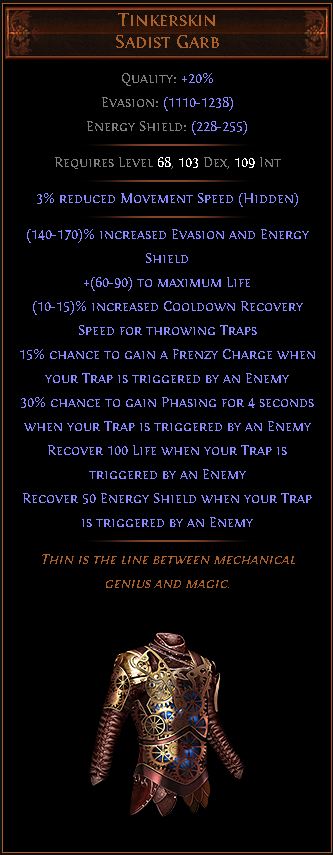 Tinkerskin
Sadist Garb
Quality: +20%
Evasion: (1110-1238)
Energy Shield: (228-255)
Requires Level 68, 103 Dex, 109 Int
3% reduced Movement Speed (Hidden)
(140-170)% increased Evasion and Energy
Shield
+(60-90) to maximum Life
(10-15)% increased Cooldown Recovery
Speed for throwing Traps
15% chance to gain a Frenzy Charge when
your Trap is triggered by an Enemy
30% chance to gain Phasing for 4 seconds
when your Trap is triggered by an Enemy
Recover 100 Life when your Trap is
triggered by an Enemy
Recover 50 Energy Shield when your Trap
is triggered by an Enemy
Thin is the line between mechanical
genius and magic.